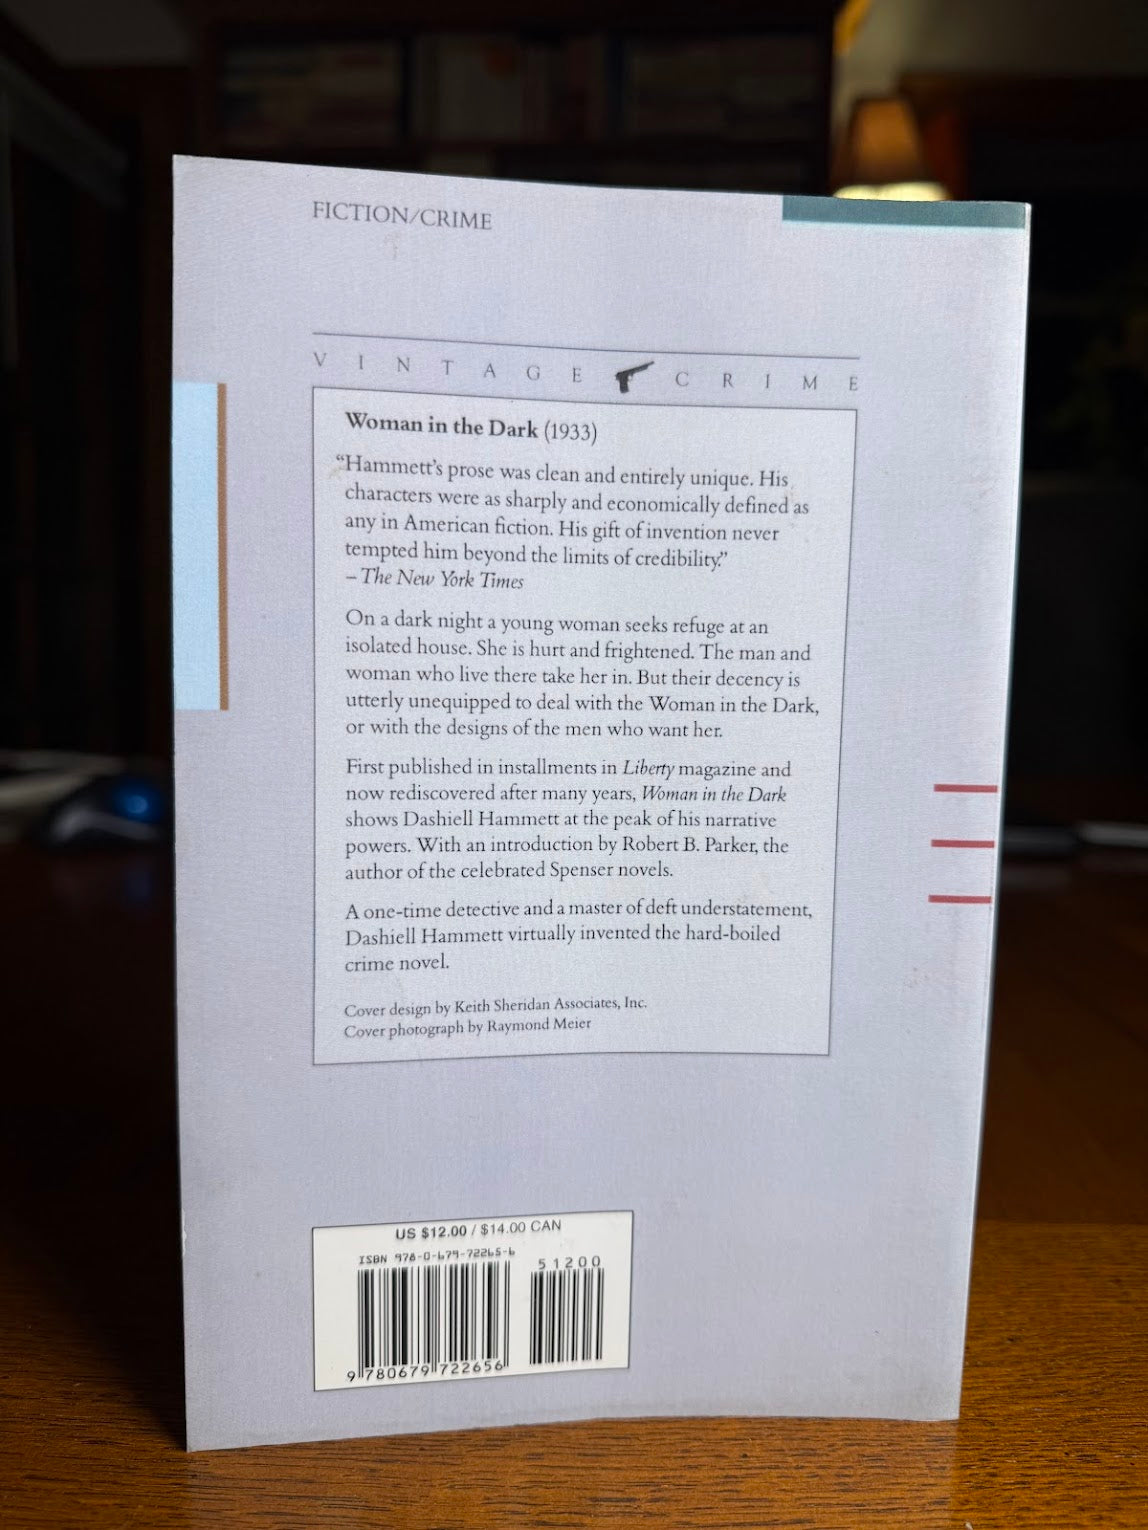 FICTION/CRIME
VINTAGE CRIME
Woman in the Dark (1933)
“Hammett’s prose was clean and entirely unique. His
characters were as sharply and economically defined as
any in American fiction. His gift of invention never
tempted him beyond the limits of credibility.”
– The New York Times
On a dark night a young woman seeks refuge at an
isolated house. She is hurt and frightened. The man and
woman who live there take her in. But their decency is
utterly unequipped to deal with the Woman in the Dark,
or with the designs of the men who want her.
First published in installments in Liberty magazine and
now rediscovered after many years, Woman in the Dark
shows Dashiell Hammett at the peak of his narrative
powers. With an introduction by Robert B. Parker, the
author of the celebrated Spenser novels.
A one-time detective and a master of deft understatement,
Dashiell Hammett virtually invented the hard-boiled
crime novel.
Cover design by Keith Sheridan Associates, Inc.
Cover photograph by Raymond Meier
US $12.00 / $14.00 CAN
ISBN 978-0-679-72265-6
51200
9 780679 722656